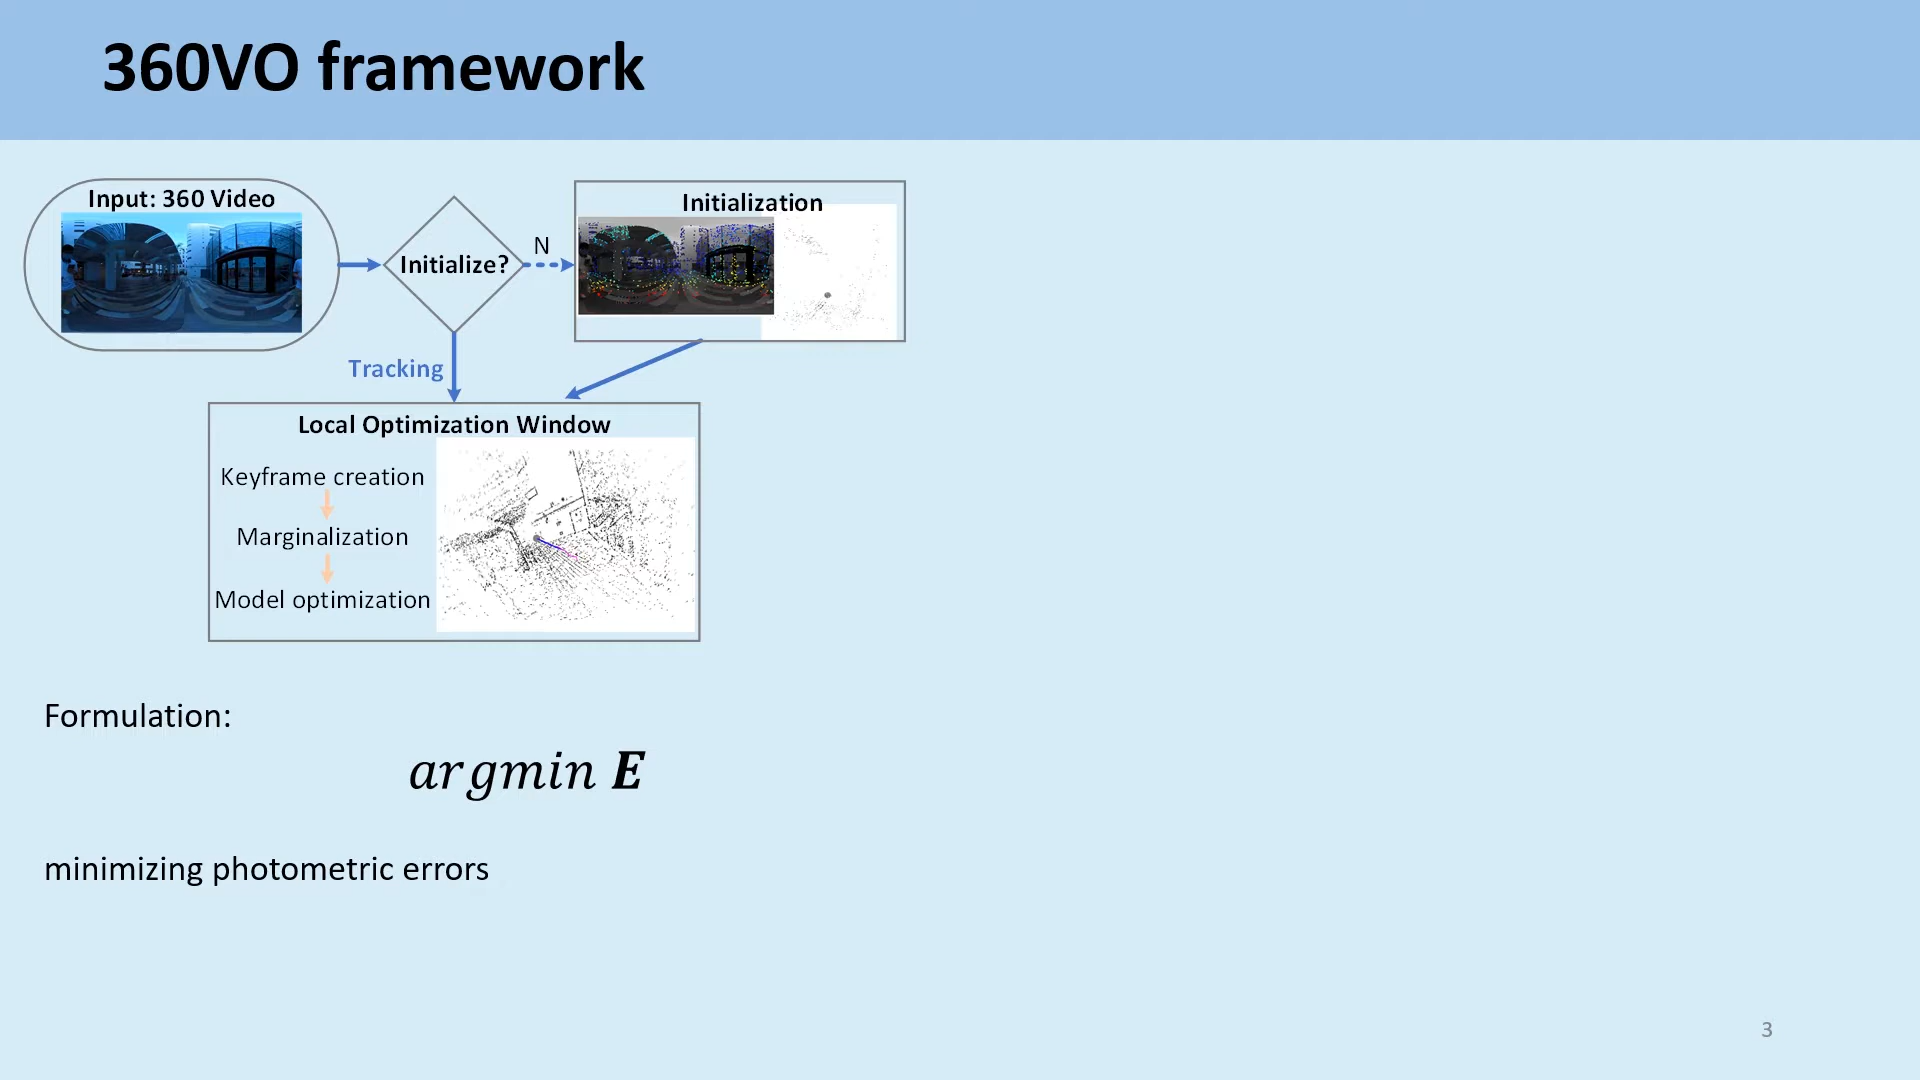 360VO framework
Input: 360 Video
Initialize?
N
Initialization
Tracking
Local Optimization Window
Keyframe creation
Marginalization
Model optimization
Formulation:
argmin E
minimizing photometric errors
3